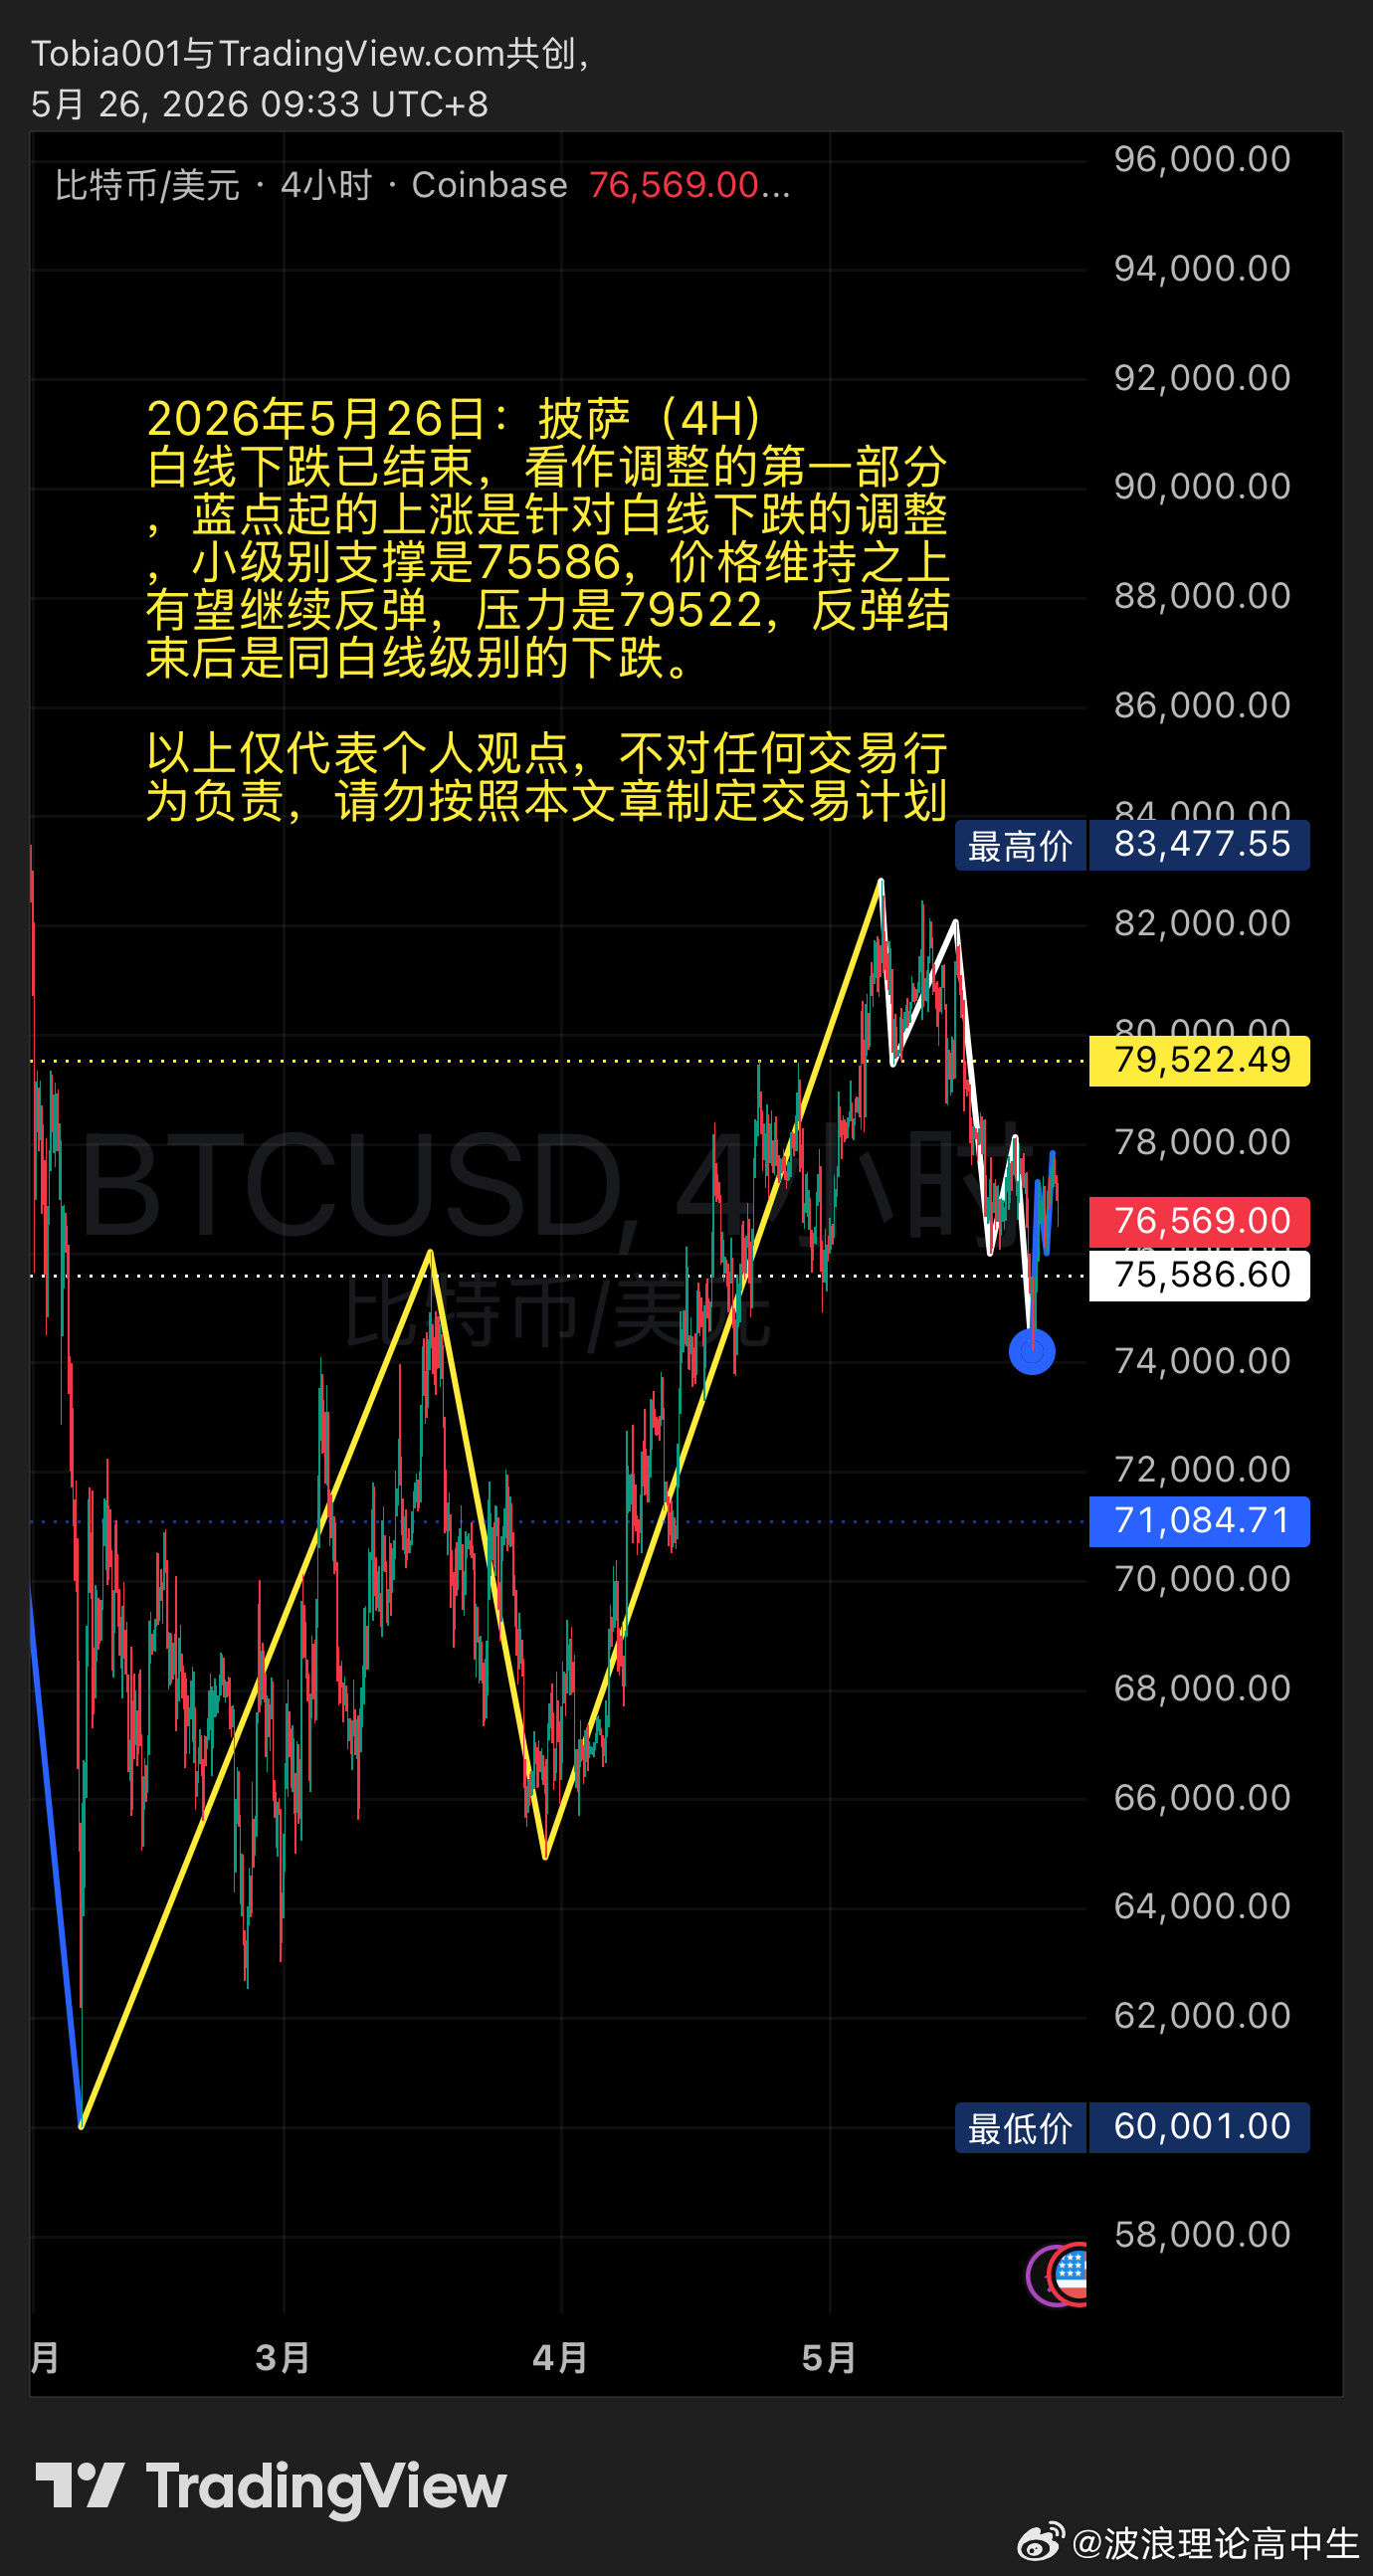 Tobia001与TradingView.com共创,
5月 26, 2026 09:33 UTC+8
比特币/美元 · 4小时 · Coinbase 76,569.00...
96,000.00
94,000.00
92,000.00
2026年5月26日：披萨（4H）
白线下跌已结束，看作调整的第一部分
，蓝点起的上涨是针对白线下跌的调整
，小级别支撑是75586，价格维持之上
有望继续反弹，压力是79522，反弹结
束后是同白线级别的下跌。
90,000.00
88,000.00
86,000.00
以上仅代表个人观点，不对任何交易行
为负责，请勿按照本文章制定交易计划
84,000.00
最高价 83,477.55
82,000.00
80,000.00
79,522.49
78,000.00
BTCUSD, 4小时
比特币/美元
76,569.00
75,586.60
74,000.00
72,000.00
71,084.71
70,000.00
68,000.00
66,000.00
64,000.00
62,000.00
最低价 60,001.00
58,000.00
月 3月 4月 5月
TradingView
@波浪理论高中生